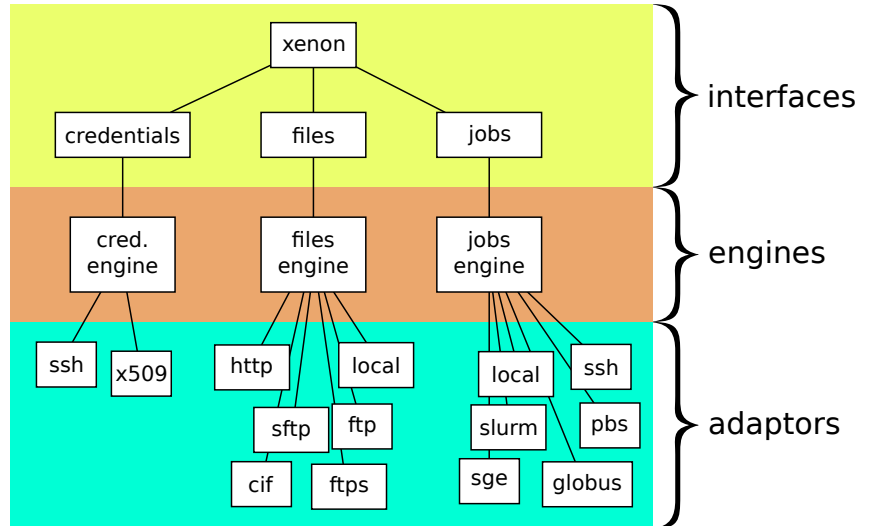 xenon
interfaces
credentials
files
jobs
cred.
engine
files
engine
jobs
engine
engines
ssh
x509
http
local
sftp
ftp
cif
ftps
local
ssh
slurm
pbs
sge
globus
adaptors